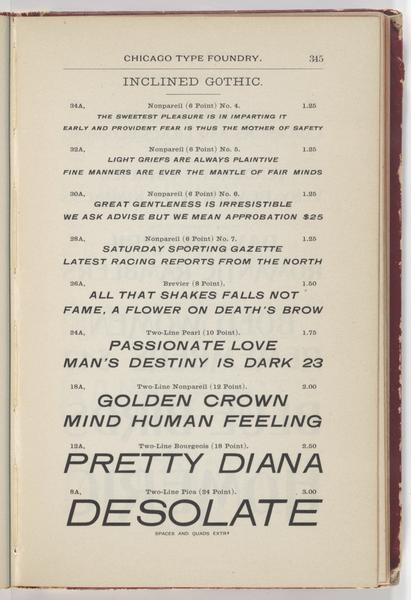 CHICAGO TYPE FOUNDRY. 345
INCLINED GOTHIC.
34A, Nonpareil (6 Point) No. 4. 1.25
THE SWEETEST PLEASURE IS IN IMPARTING IT
EARLY AND PROVIDENT FEAR IS THUS THE MOTHER OF SAFETY
32A, Nonpareil (6 Point) No. 5. 1.25
LIGHT GRIEFS ARE ALWAYS PLAINTIVE
FINE MANNERS ARE EVER THE MANTLE OF FAIR MINDS
30A, Nonpareil (6 Point) No. 6. 1.25
GREAT GENTLENESS IS IRRESISTIBLE
WE ASK ADVISE BUT WE MEAN APPROBATION $25
28A, Nonpareil (6 Point) No. 7. 1.25
SATURDAY SPORTING GAZETTE
LATEST RACING REPORTS FROM THE NORTH
26A, Brevier (8 Point). 1.50
ALL THAT SHAKES FALLS NOT
FAME, A FLOWER ON DEATH'S BROW
24A, Two-Line Pearl (10 Point). 1.75
PASSIONATE LOVE
MAN'S DESTINY IS DARK 23
18A, Two-Line Nonpareil (12 Point). 2.00
GOLDEN CROWN
MIND HUMAN FEELING
12A, Two-Line Bourgeois (18 Point). 2.50
PRETTY DIANA
8A, Two-Line Pica (24 Point). 3.00
DESOLATE
SPACES AND QUADS EXTRA